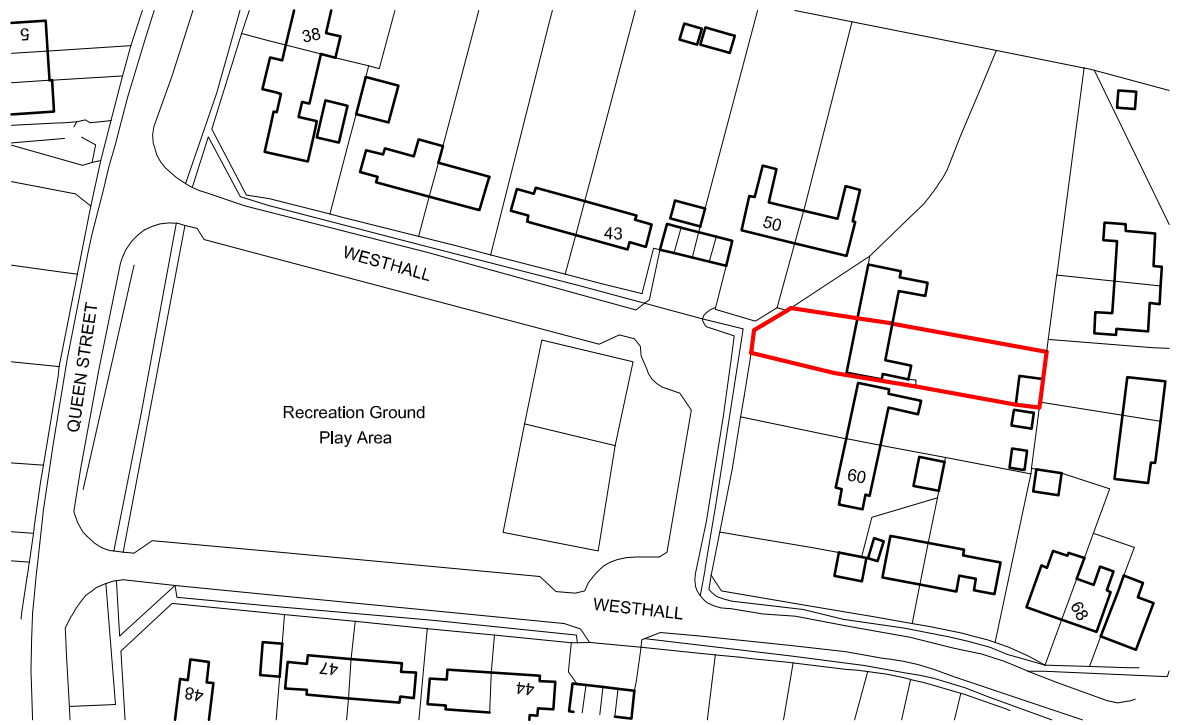 5
38
50
43
WESTHALL
QUEEN STREET
Recreation Ground
Play Area
60
WESTHALL
68
47
44
48